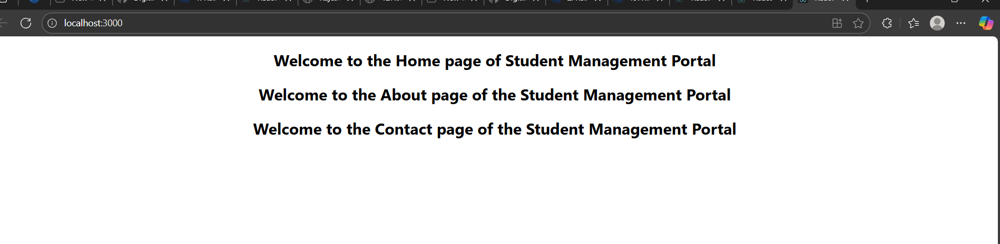 localhost:3000
Welcome to the Home page of Student Management Portal
Welcome to the About page of the Student Management Portal
Welcome to the Contact page of the Student Management Portal